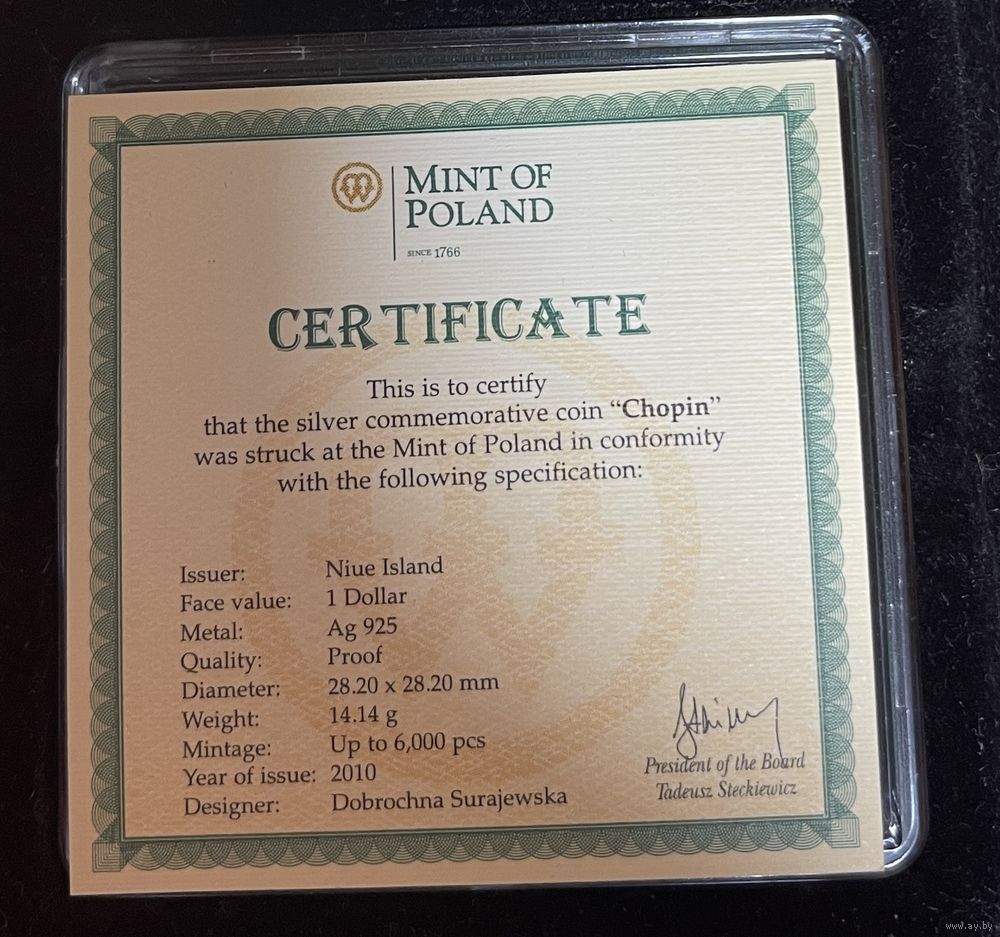 MINT OF
POLAND
SINCE 1766
CERTIFICATE
This is to certify
that the silver commemorative coin “Chopin”
was struck at the Mint of Poland in conformity
with the following specification:
Issuer: Niue Island
Face value: 1 Dollar
Metal: Ag 925
Quality: Proof
Diameter: 28.20 x 28.20 mm
Weight: 14.14 g
Mintage: Up to 6,000 pcs
Year of issue: 2010
Designer: Dobrochna Surajewska
President of the Board
Tadeusz Steckiewicz
www.ay.by